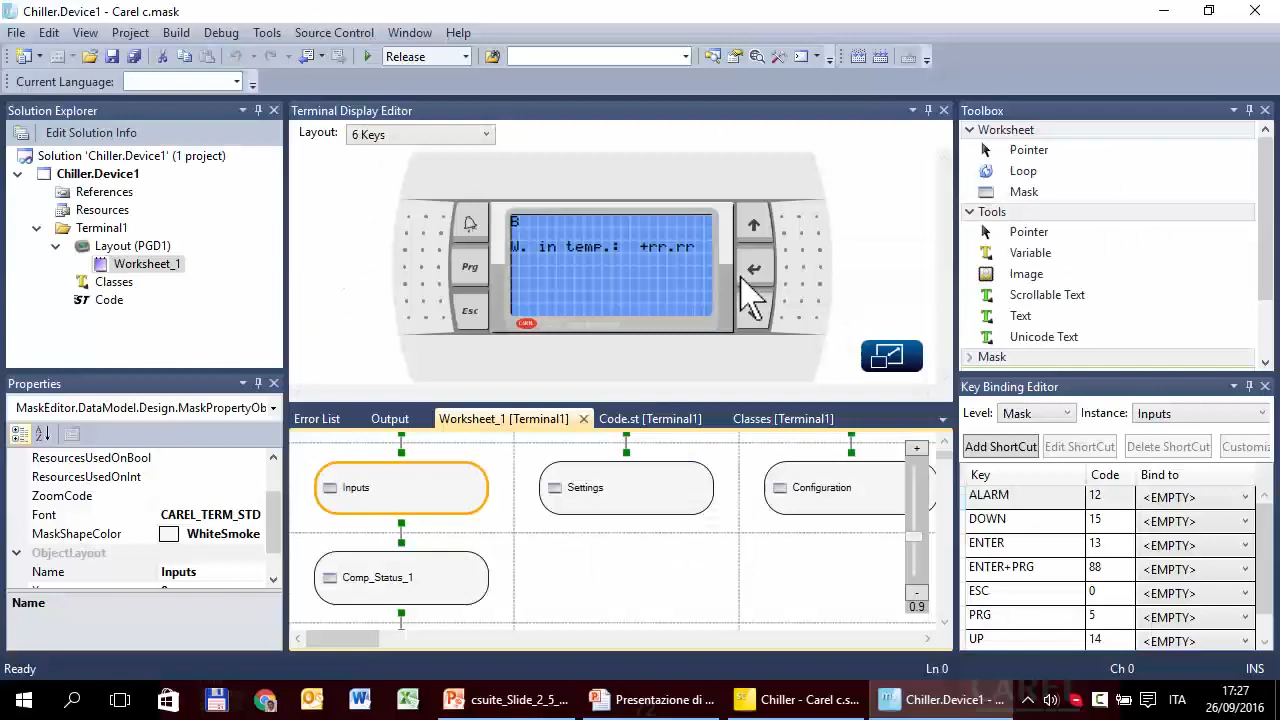 Chiller.Device1 - Carel c.mask
File Edit View Project Build Debug Tools Source Control Window Help
Release
Current Language:
Solution Explorer
Edit Solution Info
Solution 'Chiller.Device1' (1 project)
Chiller.Device1
References
Resources
Terminal1
Layout (PGD1)
Worksheet_1
Classes
Code
Terminal Display Editor
Layout: 6 Keys
B
W. in temp.: +rr.rr
Prg
Esc
CAREL
Toolbox
Worksheet
Pointer
Loop
Mask
Tools
Pointer
Variable
Image
Scrollable Text
Text
Unicode Text
Mask
Properties
MaskEditor.DataModel.Design.MaskPropertyOb
ResourcesUsedOnBool
ResourcesUsedOnInt
ZoomCode
Font CAREL_TERM_STD
MaskShapeColor WhiteSmoke
ObjectLayout
Name Inputs
Name
Error List Output Worksheet_1 [Terminal1] Code.st [Terminal1] Classes [Terminal1]
Inputs Settings Configuration
Comp_Status_1
+
-
0.9
Key Binding Editor
Level: Mask Instance: Inputs
Add ShortCut Edit ShortCut Delete ShortCut Customiz
Key Code Bind to
ALARM 12 <EMPTY>
DOWN 15 <EMPTY>
ENTER 13 <EMPTY>
ENTER+PRG 88 <EMPTY>
ESC 0 <EMPTY>
PRG 5 <EMPTY>
UP 14 <EMPTY>
Ready Ln 0 Ch 0 INS
csuite_Slide_2_5_... Presentazione di ... Chiller - Carel c.s... Chiller.Device1 - ... ITA 17:27
26/09/2016